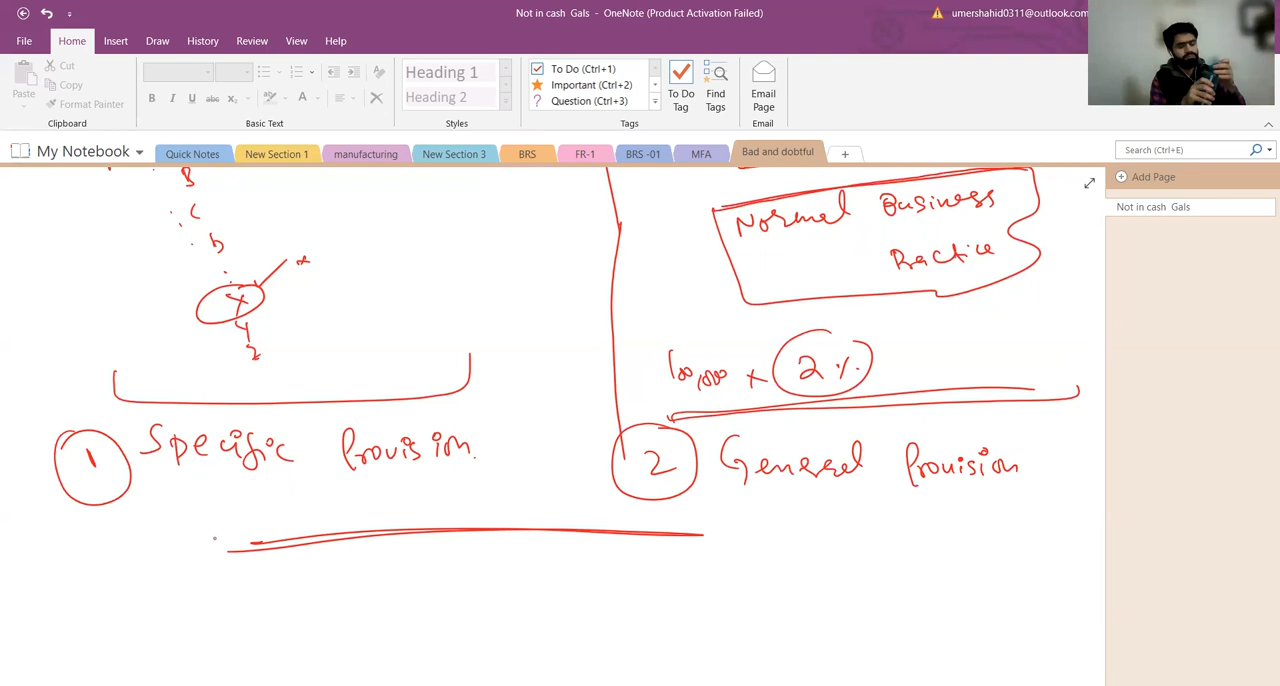 Not in cash Gals - OneNote (Product Activation Failed)
umershahid0311@outlook.com
File Home Insert Draw History Review View Help
Paste
Cut
Copy
Format Painter
Clipboard
B I U abc x₂ A
Basic Text
Heading 1
Heading 2
Styles
To Do (Ctrl+1)
Important (Ctrl+2)
Question (Ctrl+3)
To Do Tag
Find Tags
Tags
Email Page
Email
My Notebook
Quick Notes New Section 1 manufacturing New Section 3 BRS FR-1 BRS -01 MFA Bad and dobtful
Search (Ctrl+E)
Add Page
Not in cash Gals
B
C
D
X
Y
Z
Normal Business
Practice
100,000 x 2 %
1 Specific Provision.
2 General Provision